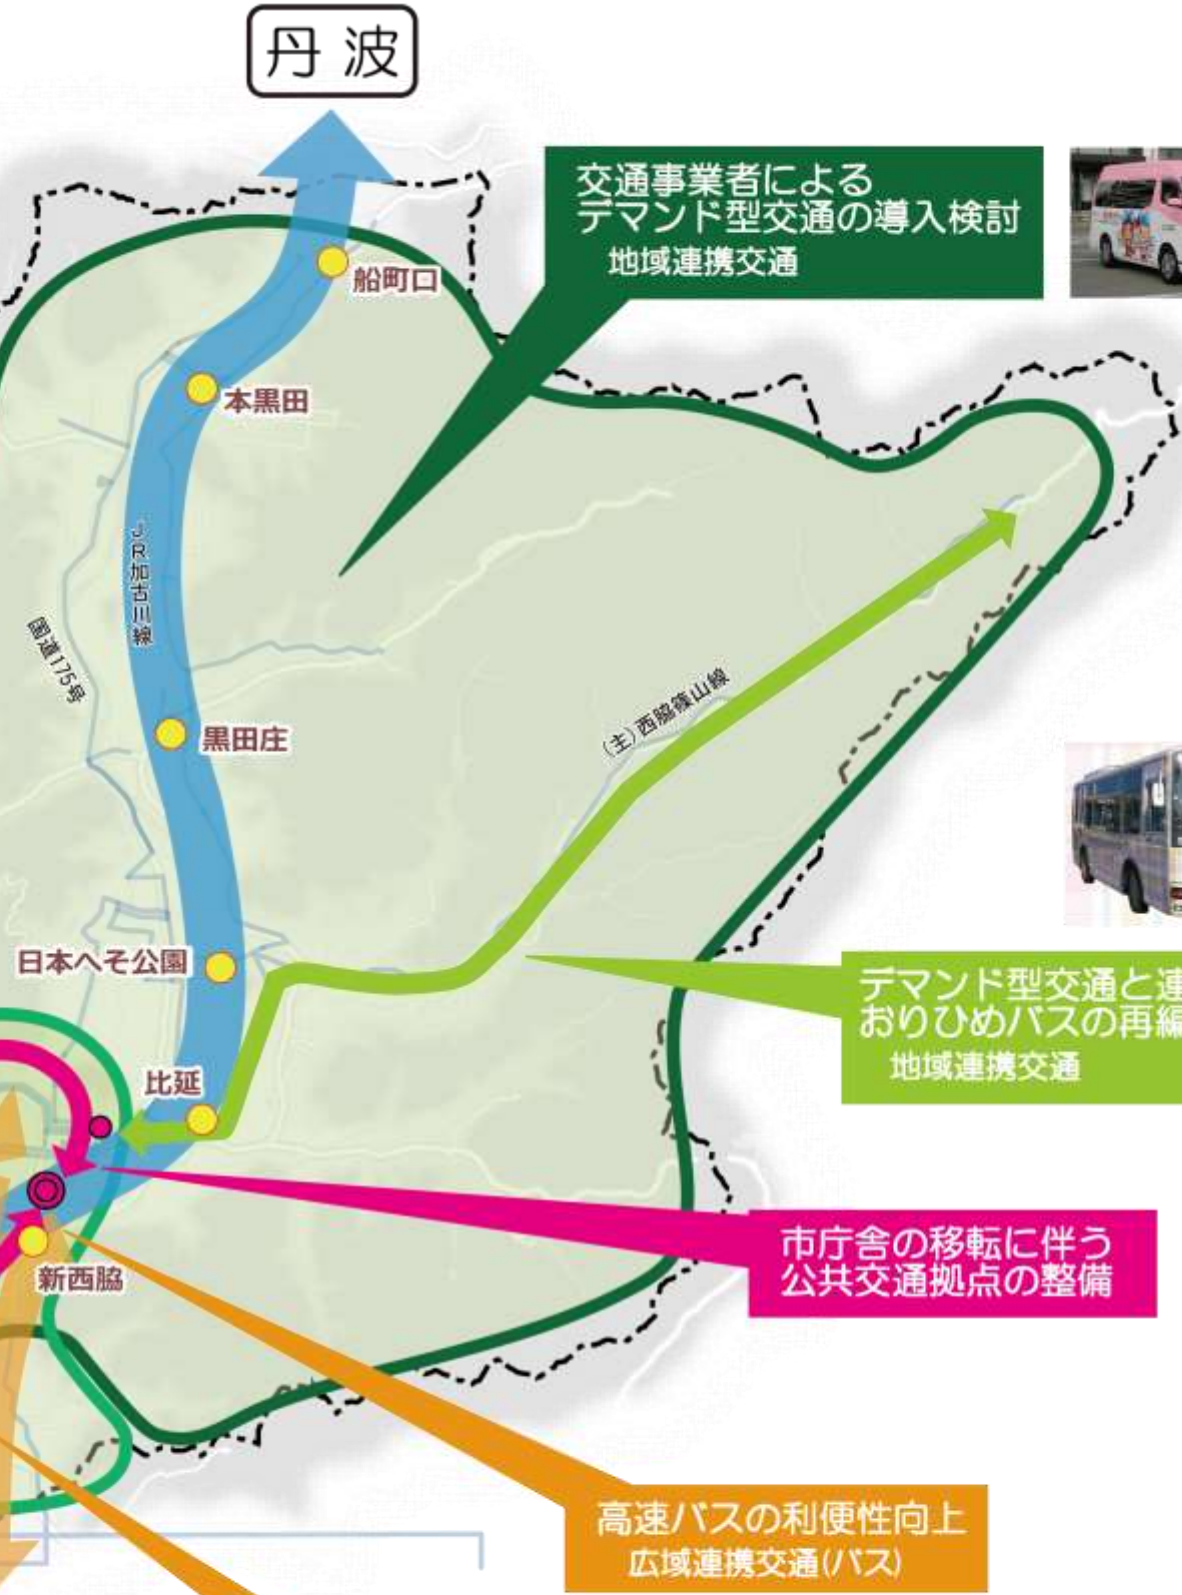 丹波
交通事業者による
デマンド型交通の導入検討
地域連携交通
船町口
本黒田
JR加古川線
国道175号
黒田庄
(主)西脇篠山線
日本へそ公園
デマンド型交通と連
おりひめバスの再編
地域連携交通
比延
市庁舎の移転に伴う
公共交通拠点の整備
新西脇
高速バスの利便性向上
広域連携交通(バス)